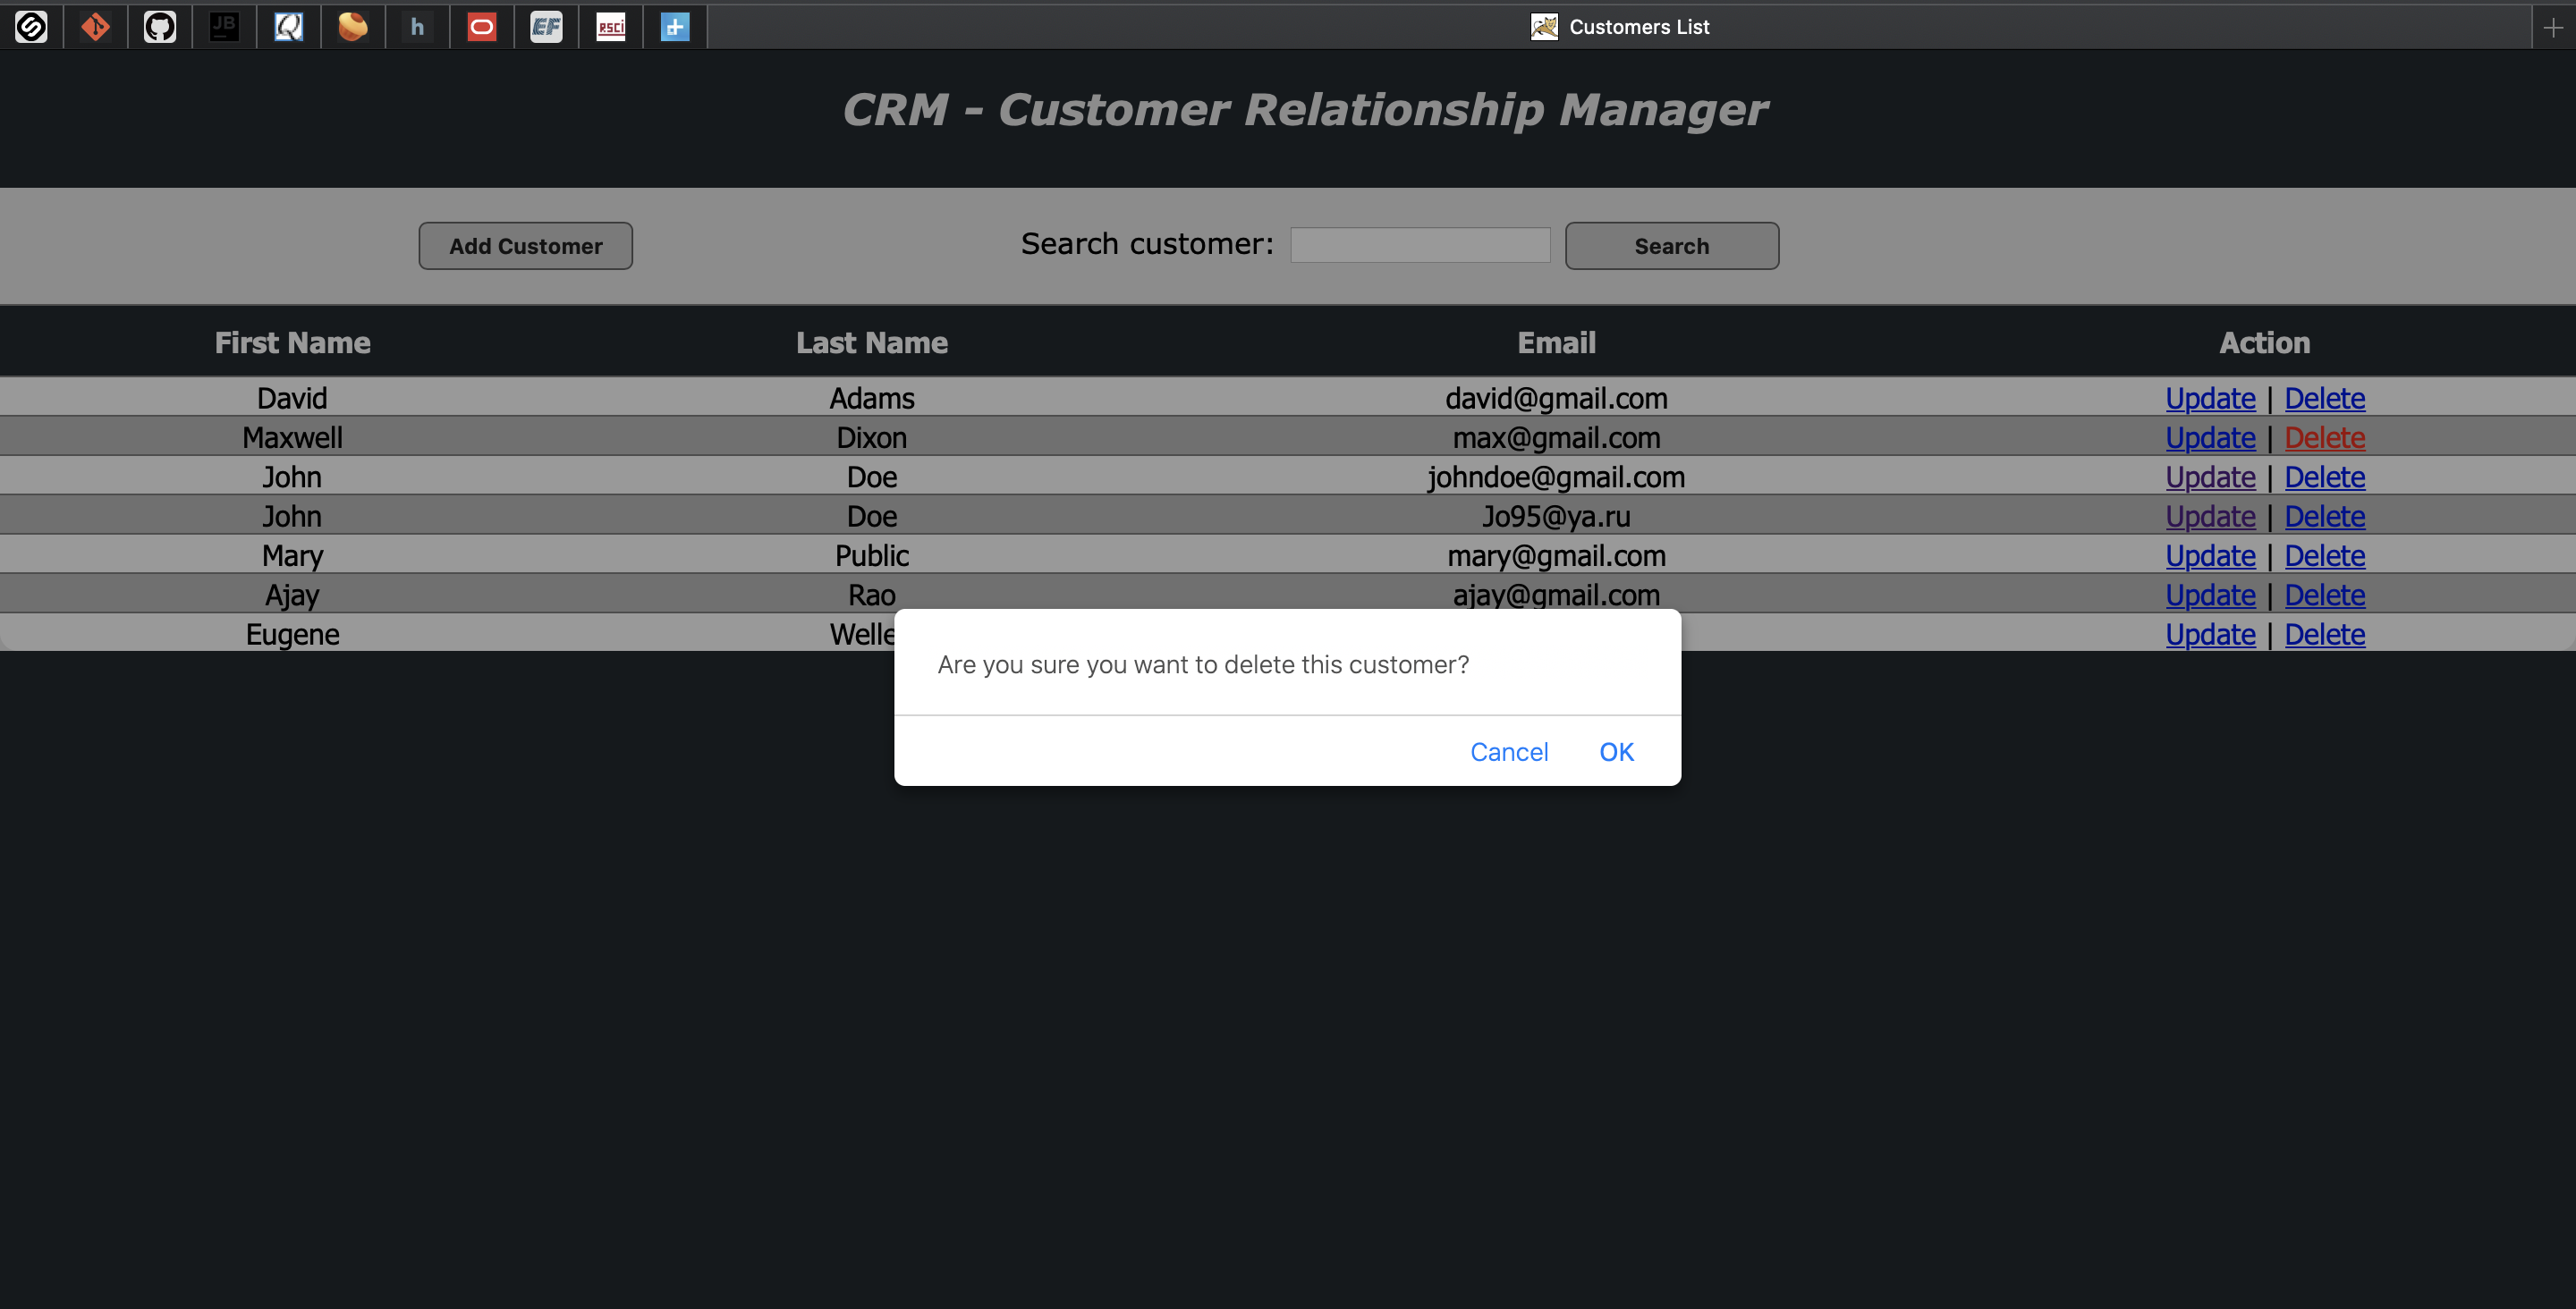 JB h EF RSCI Customers List
CRM - Customer Relationship Manager
Add Customer Search customer: Search
First Name Last Name Email Action
David Adams david@gmail.com Update | Delete
Maxwell Dixon max@gmail.com Update | Delete
John Doe johndoe@gmail.com Update | Delete
John Doe Jo95@ya.ru Update | Delete
Mary Public mary@gmail.com Update | Delete
Ajay Rao ajay@gmail.com Update | Delete
Eugene Welle Update | Delete
Are you sure you want to delete this customer?
Cancel OK